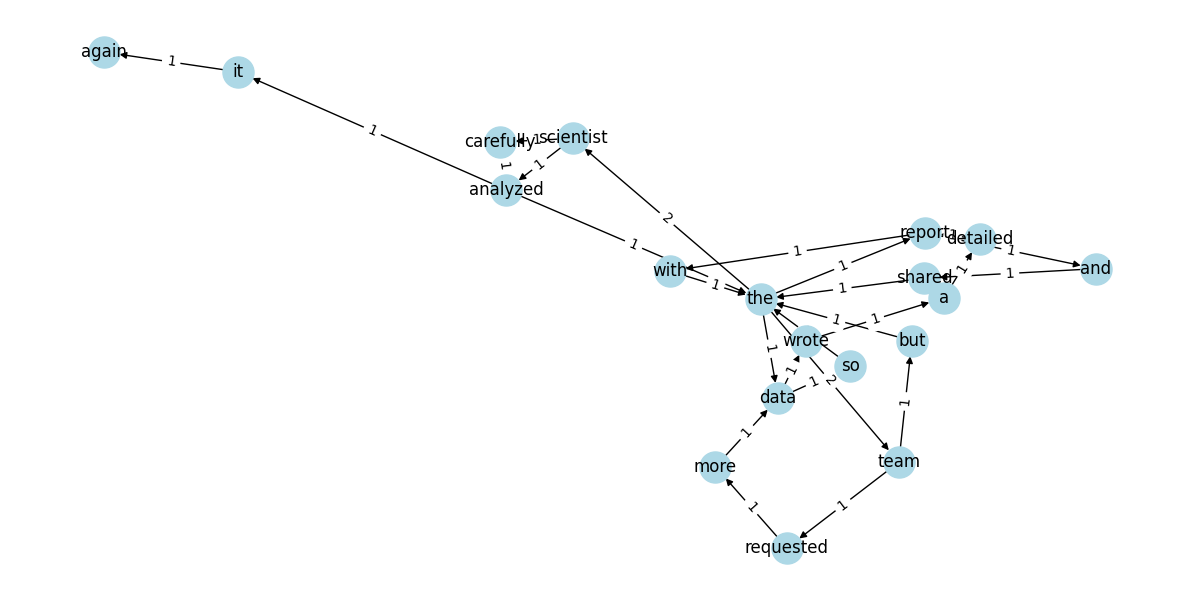 again
1
it
1
carefully
1
scientist
1
1
analyzed
2
1
report
1
detailed
1
1
1
with
and
1
shared
1
1
1
a
the
1
1
wrote
but
1
so
1
1
2
data
1
1
team
more
1
1
requested